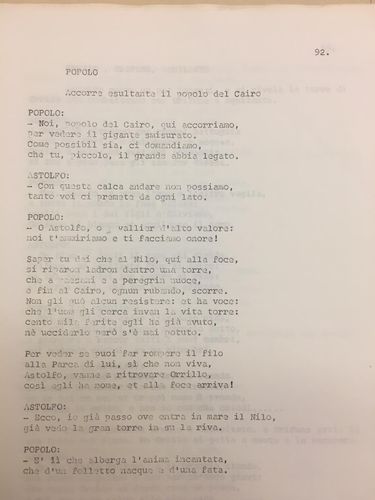 92.
POPOLO
Accorre esultante il popolo del Cairo
POPOLO:
- Noi, popolo del Cairo, qui accorriamo,
per vedere il gigante smisurato.
Come possibil sia, ci domandiamo,
che tu, piccolo, il grande abbia legato.
ASTOLFO:
- Con questa calca andare non possiamo,
tanto voi ci premete da ogni lato.
POPOLO:
- O Astolfo, o vallier d'alto valore:
noi t'ammiriamo e ti facciamo onore!
Saper tu dei che al Nilo, qui alla foce,
si ripara un ladron dentro una torre,
che a paesani e a peregrin nuoce,
e fin al Cairo, ognun rubando, scorre.
Non gli può alcun resistere: et ha voce:
che l'uom gli cerca invan la vita torre:
cento mila ferite egli ha già avuto,
nè ucciderlo però s'è mai potuto.
Per veder se puoi far rompere il filo
alla Parca di lui, sì che non viva,
Astolfo, vanne a ritrovar Orrilo,
così egli ha nome, et alla foce arriva!
ASTOLFO:
- Ecco, io già passo ove entra in mare il Nilo,
già vedo la gran torre in su la riva.
POPOLO:
- E' lì che alberga l'anima incantata,
che d'un folletto nacque e d'una fata.